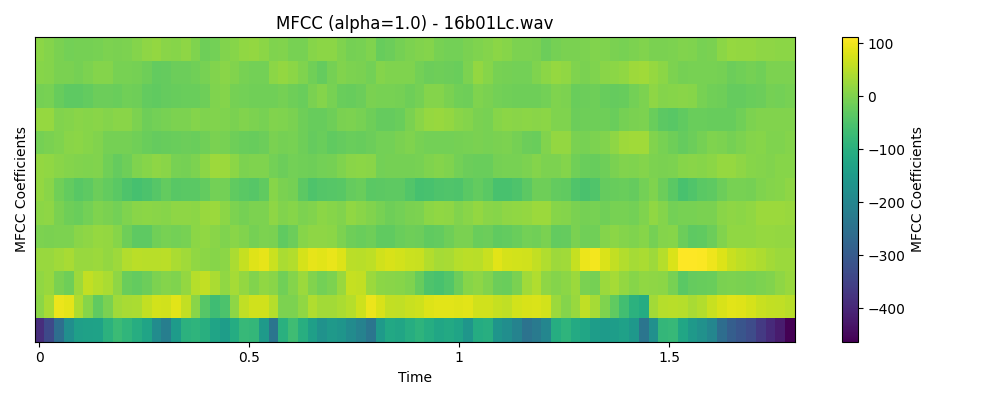 MFCC (alpha=1.0) - 16b01Lc.wav
MFCC Coefficients
0
0.5
1
1.5
Time
100
0
−100
−200
−300
−400
MFCC Coefficients